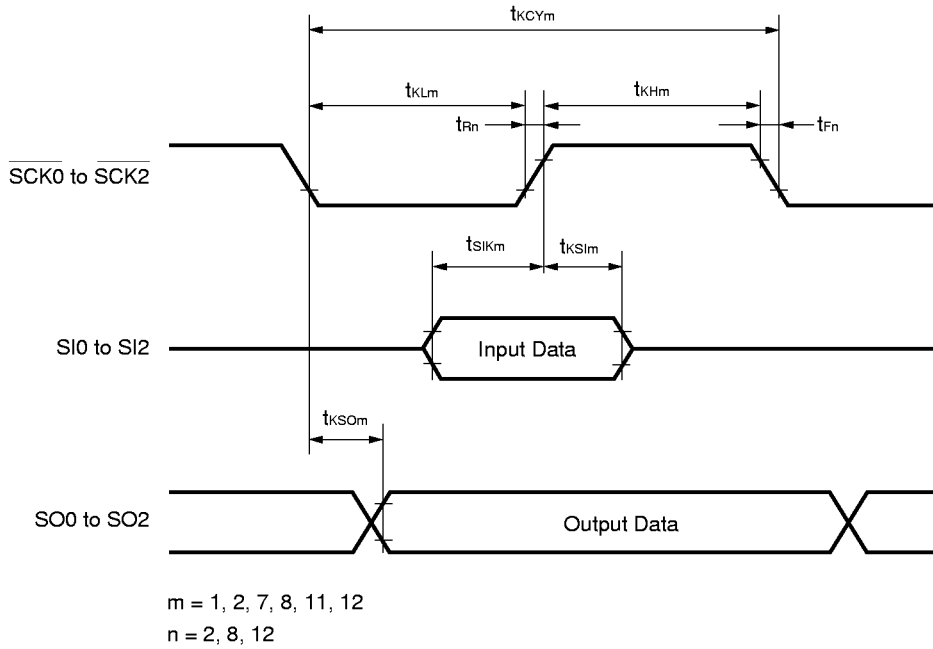 tKCYm
tKLm
tKHm
tRn
tFn
SCK0 to SCK2
tSIKm
tKSIm
SI0 to SI2
Input Data
tKSOm
SO0 to SO2
Output Data
m = 1, 2, 7, 8, 11, 12
n = 2, 8, 12